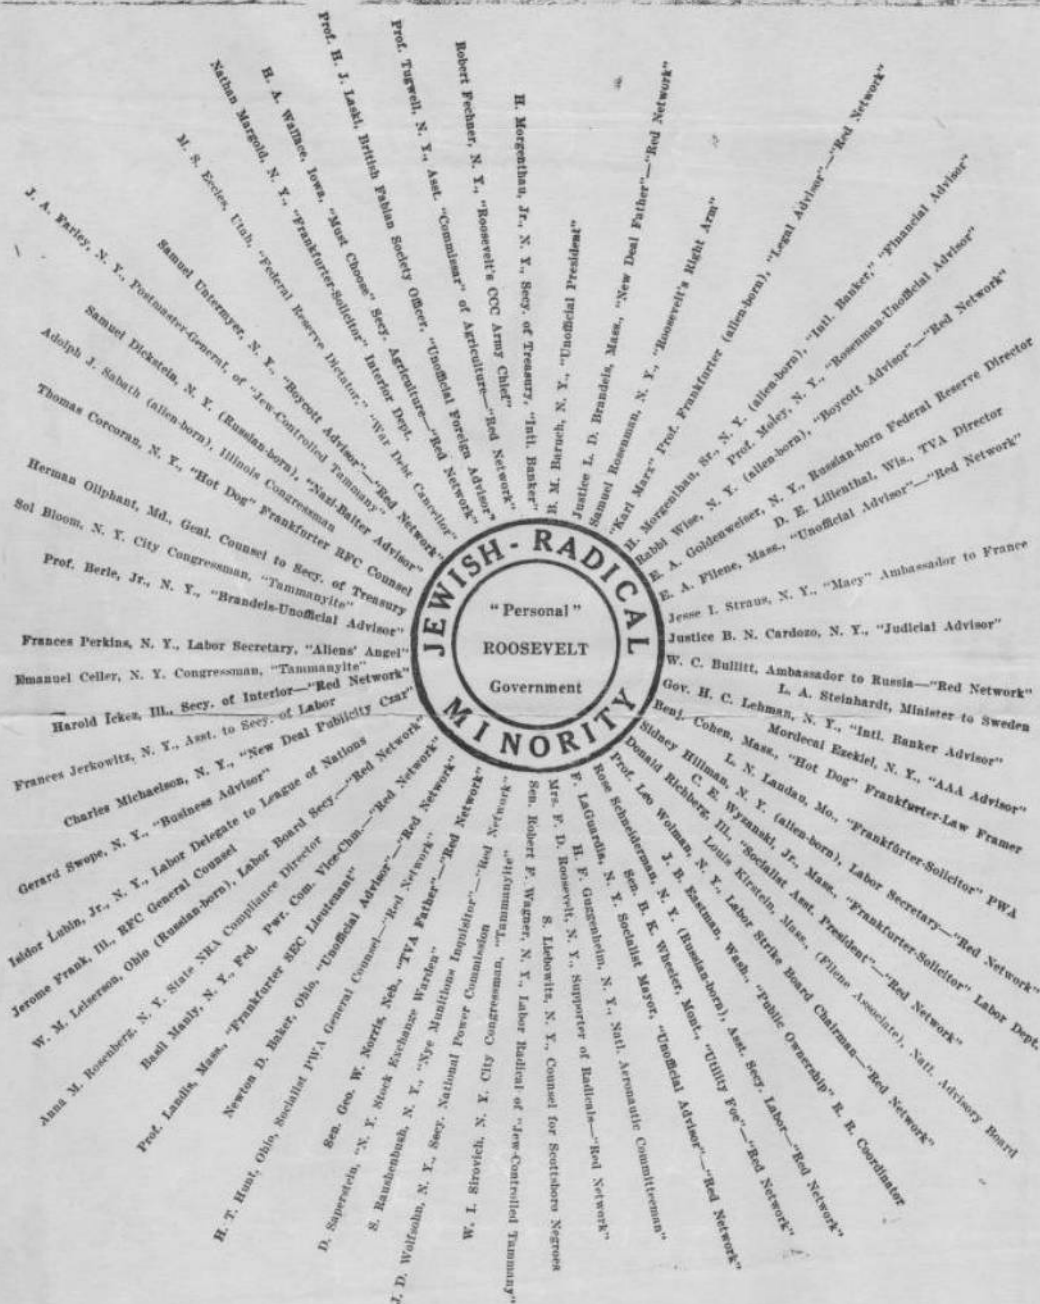 JEWISH-RADICAL
MINORITY
"Personal"
ROOSEVELT
Government
B. M. Baruch, N. Y., "Unofficial President"
Justice L. D. Brandeis, Mass., "New Deal Father"—"Red Network"
Samuel Rosenman, N. Y., "Roosevelt's Right Arm"
"Karl Marx" Prof. Frankfurter (alien-born), "Legal Advisor"—"Red Network"
H. Morgenthau, Sr., N. Y. (alien-born), "Intl. Banker," "Financial Advisor"
Prof. Moley, N. Y., "Rosenman-Unofficial Advisor"
Rabbi Wise, N. Y. (alien-born), "Boycott Advisor"—"Red Network"
E. A. Goldenweiser, N. Y., Russian-born Federal Reserve Director
D. E. Lilienthal, Wis., TVA Director
E. A. Filene, Mass., "Unofficial Advisor"—"Red Network"
Jesse I. Straus, N. Y., "Macy" Ambassador to France
Justice B. N. Cardozo, N. Y., "Judicial Advisor"
W. C. Bullitt, Ambassador to Russia—"Red Network"
L. A. Steinhardt, Minister to Sweden
Gov. H. C. Lehman, N. Y., "Intl. Banker Advisor"
Mordecai Ezekiel, N. Y., "AAA Advisor"
Benj. Cohen, Mass., "Hot Dog" Frankfurter-Law Framer
L. N. Landau, Mo., "Frankfurter-Solicitor" PWA
Sidney Hillman, N. Y. (alien-born), Labor Secretary—"Red Network"
C. E. Wyzanski, Jr., Mass., "Frankfurter-Solicitor" Labor Dept.
Donald Richberg, Ill., "Socialist Asst. President"—"Red Network"
Louis Kirstein, Mass., (Filene Associate), Natl. Advisory Board
Prof. Leo Wolman, N. Y., Labor Strike Board Chairman—"Red Network"
J. B. Eastman, Wash., "Public Ownership" R. R. Coordinator
Rose Schneiderman, N. Y. (Russian-born), Asst. Secy. Labor—"Red Network"
Sen. B. K. Wheeler, Mont., "Utility Foe"—"Red Network"
F. LaGuardia, N. Y. Socialist Mayor, "Unofficial Advisor"—"Red Network"
H. F. Guggenheim, N. Y., Natl. Aeronautic Committeeman"
Mrs. F. D. Roosevelt, N. Y., Supporter of Radicals—"Red Network"
S. Liebowitz, N. Y., Counsel for Scottsboro Negroes
Sen. Robert F. Wagner, N. Y., Labor Radical of "Jew-Controlled Tammany"
W. I. Sirovich, N. Y. City Congressman, "Tammanyite"
J. D. Wolfsohn, N. Y., Secy. National Power Commission
S. Raushenbush, N. Y., "Nye Munitions Inquisitor"—"Red Network"
D. Saperstein, "N. Y. Stock Exchange Warden"
Sen. Geo. W. Norris, Neb., "TVA Father"—"Red Network"
H. T. Hunt, Ohio, Socialist PWA General Counsel—"Red Network"
Newton D. Baker, Ohio, "Unofficial Advisor"—"Red Network"
Prof. Landis, Mass., "Frankfurter SEC Lieutenant"
Basil Manly, N. Y., Fed. Pwr. Com. Vice-Chm.—"Red Network"
Anna M. Rosenberg, N. Y. State NRA Compliance Director
W. M. Leiserson, Ohio (Russian-born), Labor Board Secy.—"Red Network"
Jerome Frank, Ill., RFC General Counsel
Isidor Lubin, Jr., N. Y., Labor Delegate to League of Nations
Gerard Swope, N. Y., "Business Advisor"
Charles Michaelson, N. Y., "New Deal Publicity Czar"
Frances Jerkowitz, N. Y., Asst. to Secy. of Labor
Harold Ickes, Ill., Secy. of Interior—"Red Network"
Emanuel Celler, N. Y. Congressman, "Tammanyite"
Frances Perkins, N. Y., Labor Secretary, "Aliens' Angel"
Prof. Berle, Jr., N. Y., "Brandeis-Unofficial Advisor"
Sol Bloom, N. Y. City Congressman, "Tammanyite"
Herman Oliphant, Md., Genl. Counsel to Secy. of Treasury
Thomas Corcoran, N. Y., "Hot Dog" Frankfurter RFC Counsel
Adolph J. Sabath (alien-born), Illinois Congressman
Samuel Dickstein, N. Y. (Russian-born), "Nazi-Baiter Advisor"
J. A. Farley, N. Y., Postmaster-General, of "Jew-Controlled Tammany"
Samuel Untermyer, N. Y., "Boycott Advisor"—"Red Network"
M. S. Eccles, Utah, "Federal Reserve Dictator," "War Debt Cancellor"
Nathan Margold, N. Y., "Frankfurter-Solicitor" Interior Dept.
H. A. Wallace, Iowa, "Must Choose" Secy. Agriculture—"Red Network"
Prof. H. J. Laski, British Fabian Society Officer, "Unofficial Foreign Advisor"
Prof. Tugwell, N. Y., Asst. "Commissar" of Agriculture—"Red Network"
Robert Fechner, N. Y., "Roosevelt's CCC Army Chief"
H. Morgenthau, Jr., N. Y., Secy. of Treasury, "Intl. Banker"